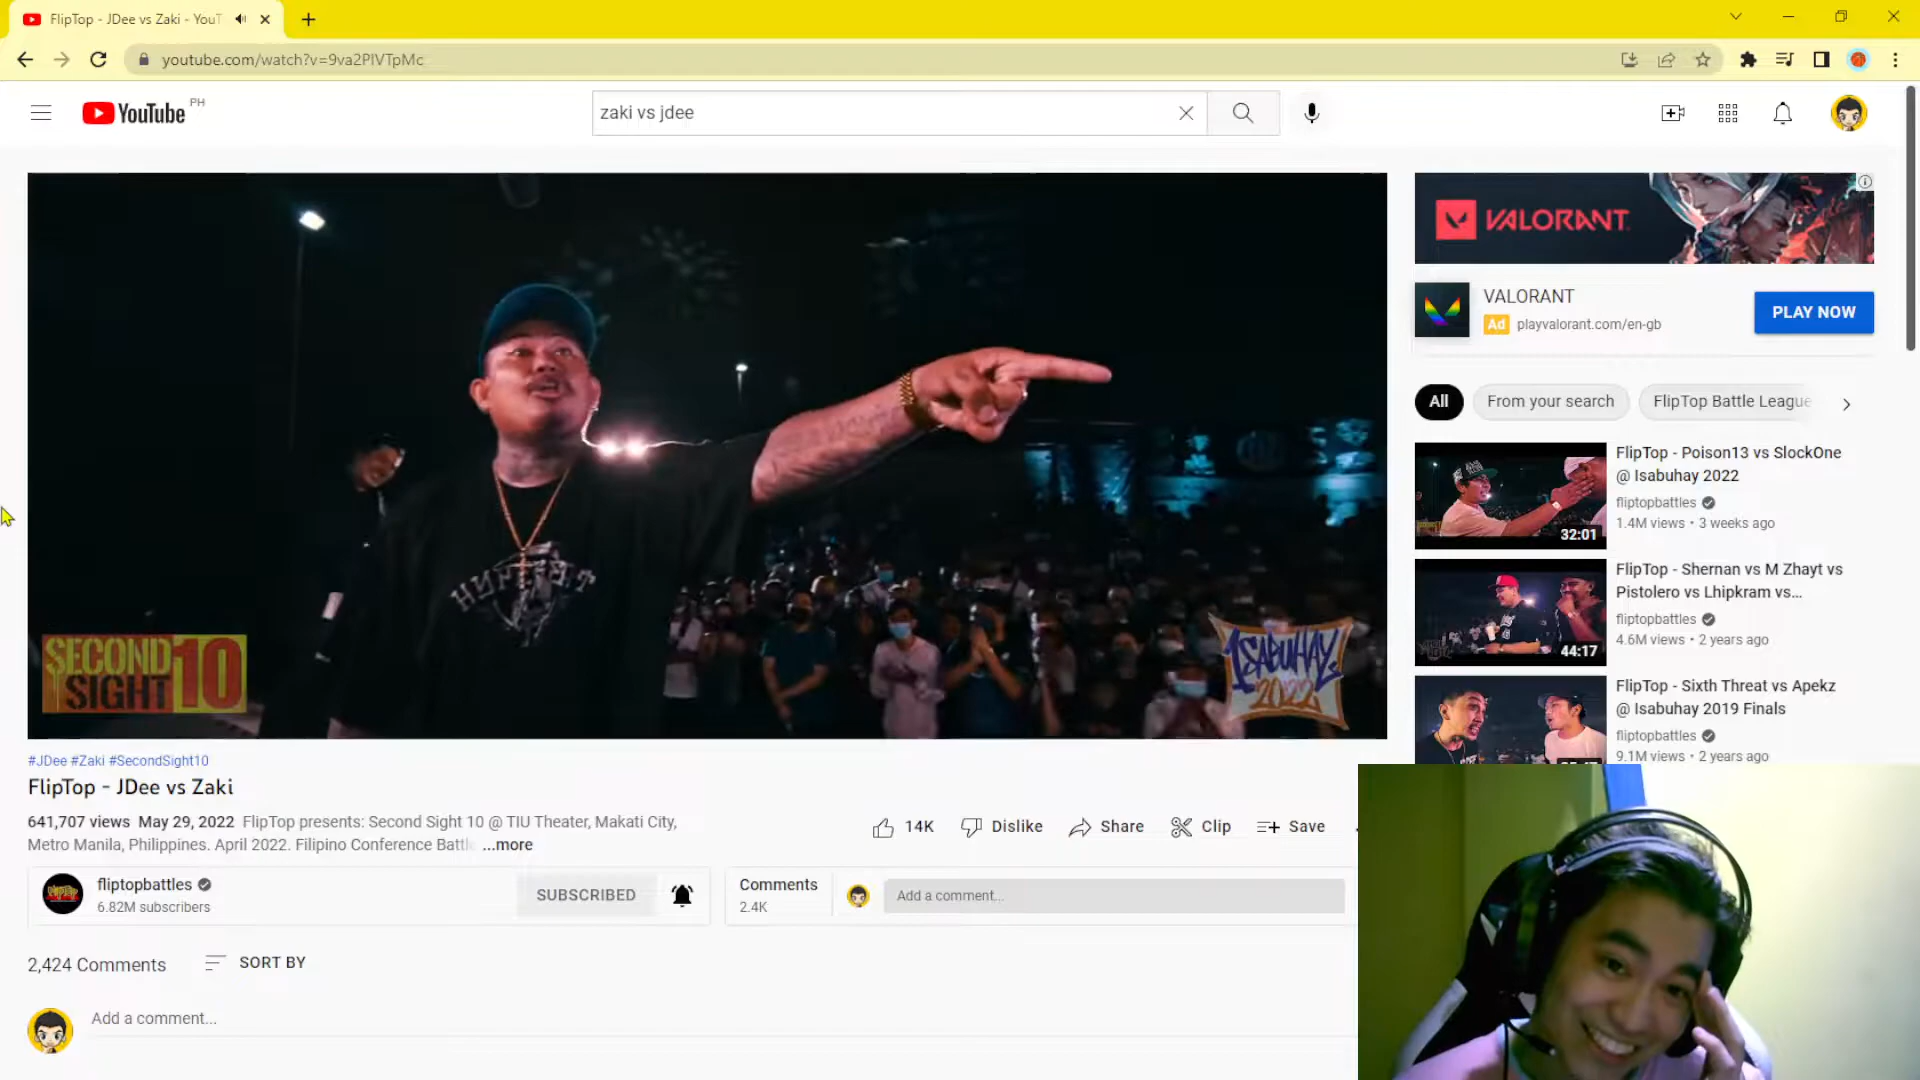 FlipTop - JDee vs Zaki - YouT
youtube.com/watch?v=9va2PlVTpMc
YouTube PH
zaki vs jdee
HUPLEFT
SECOND
SIGHT 10
ISABUHAY
2022
VALORANT
VALORANT
Ad playvalorant.com/en-gb
PLAY NOW
All From your search FlipTop Battle League
FlipTop - Poison13 vs SlockOne
@ Isabuhay 2022
fliptopbattles
1.4M views • 3 weeks ago
32:01
FlipTop - Shernan vs M Zhayt vs
Pistolero vs Lhipkram vs...
fliptopbattles
4.6M views • 2 years ago
44:17
FlipTop - Sixth Threat vs Apekz
@ Isabuhay 2019 Finals
fliptopbattles
9.1M views • 2 years ago
#JDee #Zaki #SecondSight10
FlipTop - JDee vs Zaki
641,707 views May 29, 2022 FlipTop presents: Second Sight 10 @ TIU Theater, Makati City,
Metro Manila, Philippines. April 2022. Filipino Conference Battl ...more
14K Dislike Share Clip Save
fliptopbattles
6.82M subscribers
SUBSCRIBED
Comments
2.4K
Add a comment...
2,424 Comments SORT BY
Add a comment...